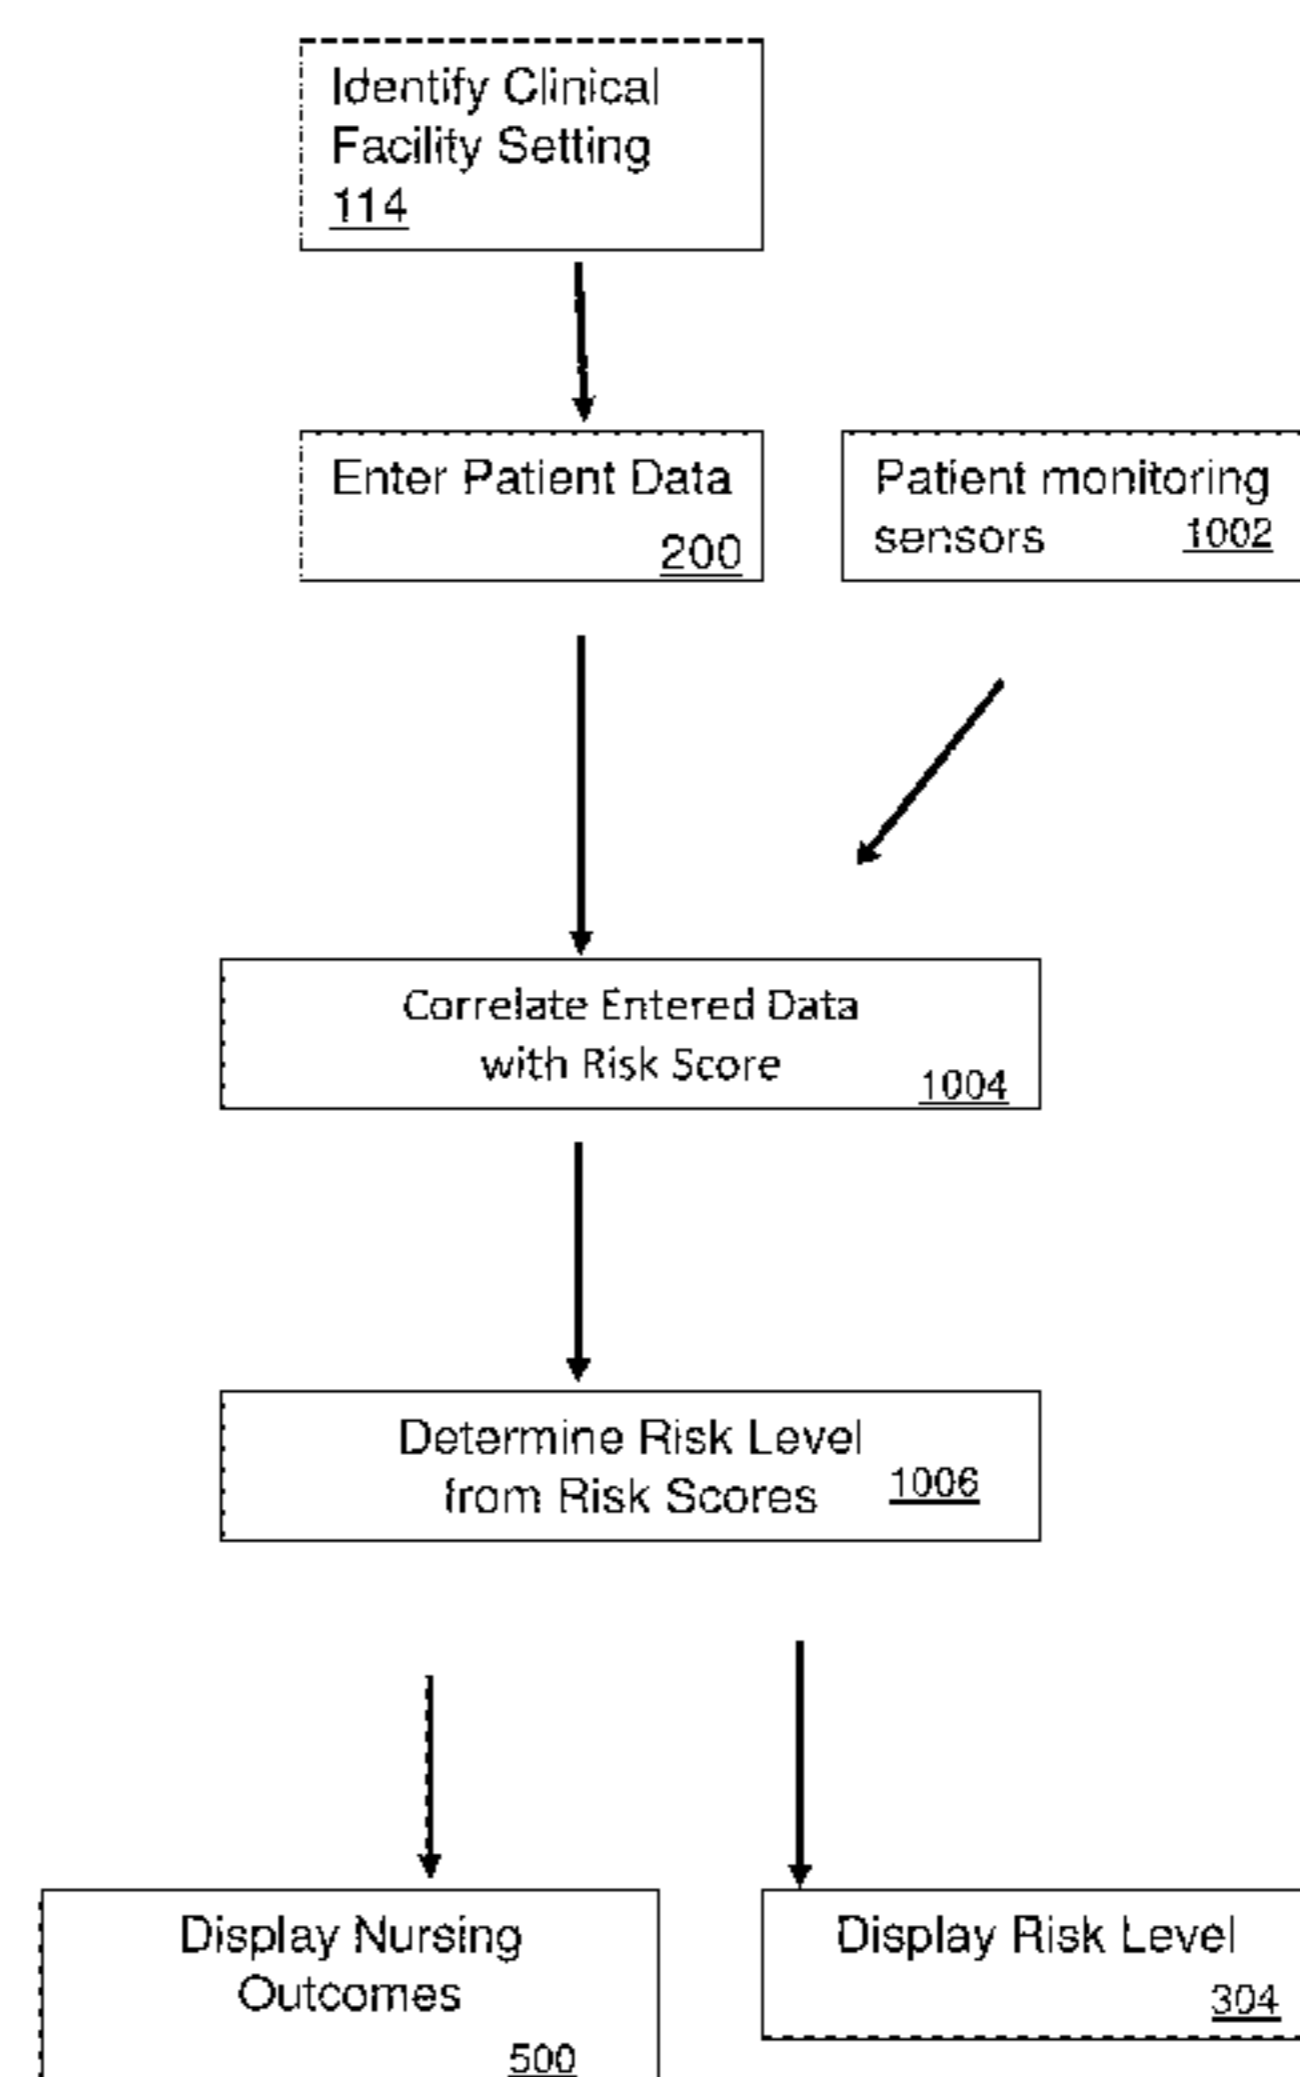 Identify Clinical
Facility Setting
114
Enter Patient Data
200
Patient monitoring
sensors 1002
Correlate Entered Data
with Risk Score
1004
Determine Risk Level
from Risk Scores 1006
Display Nursing
Outcomes
500
Display Risk Level
304